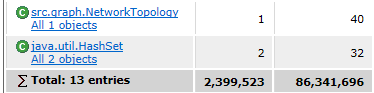 C src.graph.NetworkTopology 1 40
All 1 objects
C java.util.HashSet 2 32
All 2 objects
Σ Total: 13 entries 2,399,523 86,341,696